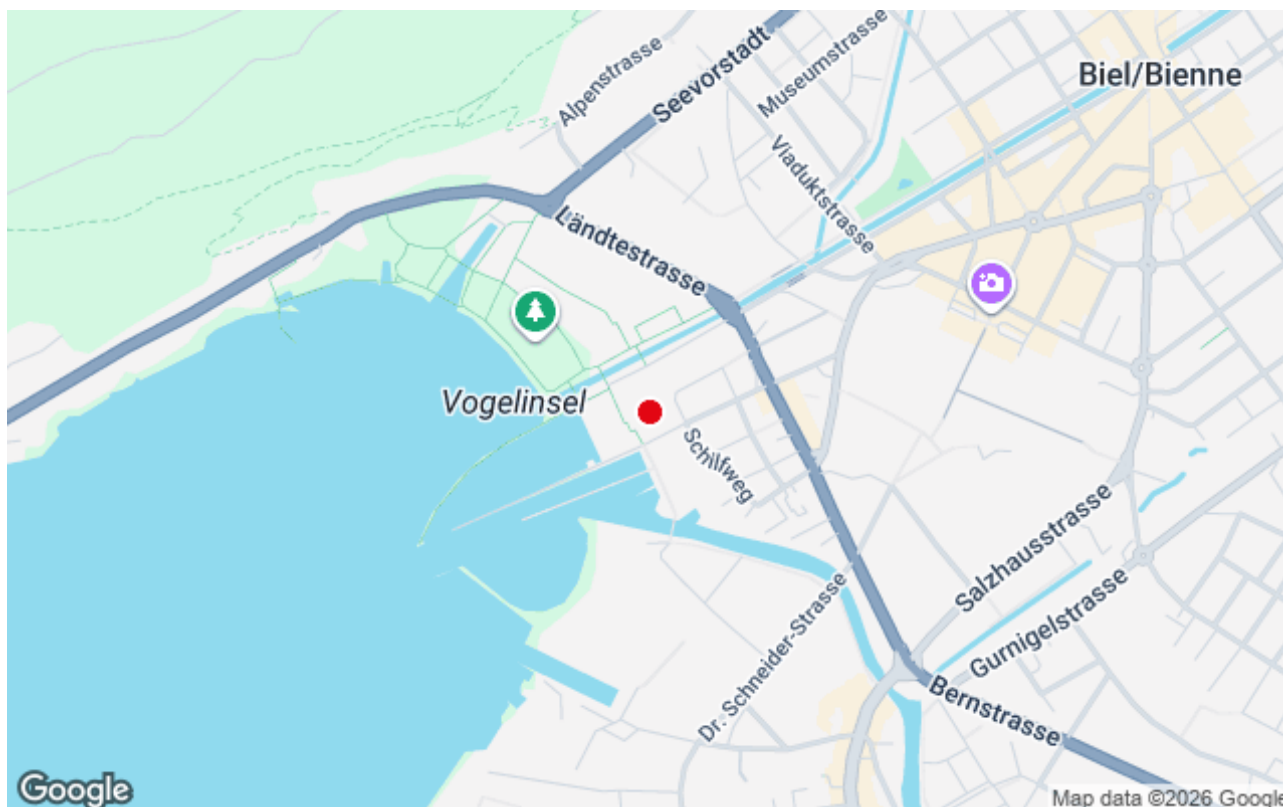 Biel/Bienne
Seevorstadt
Alpenstrasse
Museumstrasse
Viaduktstrasse
Ländtestrasse
Vogelinsel
Schilfweg
Salzhausstrasse
Gurnigelstrasse
Dr. Schneider-Strasse
Bernstrasse
Google
Map data ©2026 Google